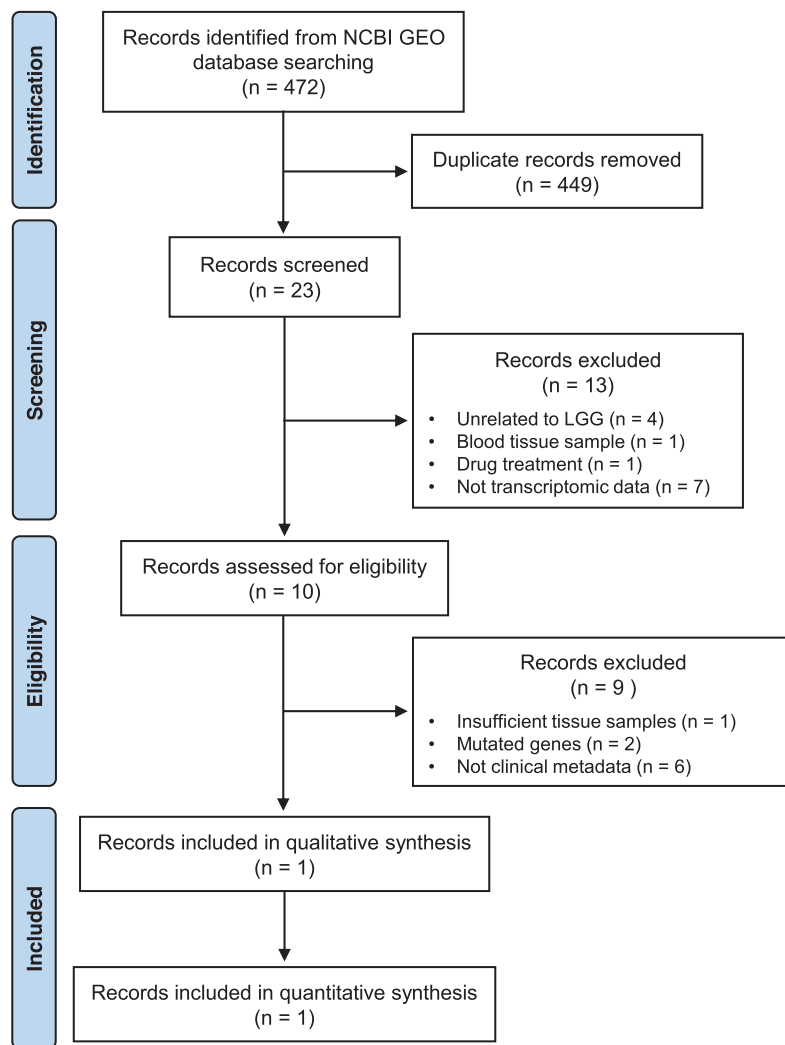 Identification
Records identified from NCBI GEO
database searching
(n = 472)
Duplicate records removed
(n = 449)
Screening
Records screened
(n = 23)
Records excluded
(n = 13)
• Unrelated to LGG (n = 4)
• Blood tissue sample (n = 1)
• Drug treatment (n = 1)
• Not transcriptomic data (n = 7)
Eligibility
Records assessed for eligibility
(n = 10)
Records excluded
(n = 9 )
• Insufficient tissue samples (n = 1)
• Mutated genes (n = 2)
• Not clinical metadata (n = 6)
Included
Records included in qualitative synthesis
(n = 1)
Records included in quantitative synthesis
(n = 1)